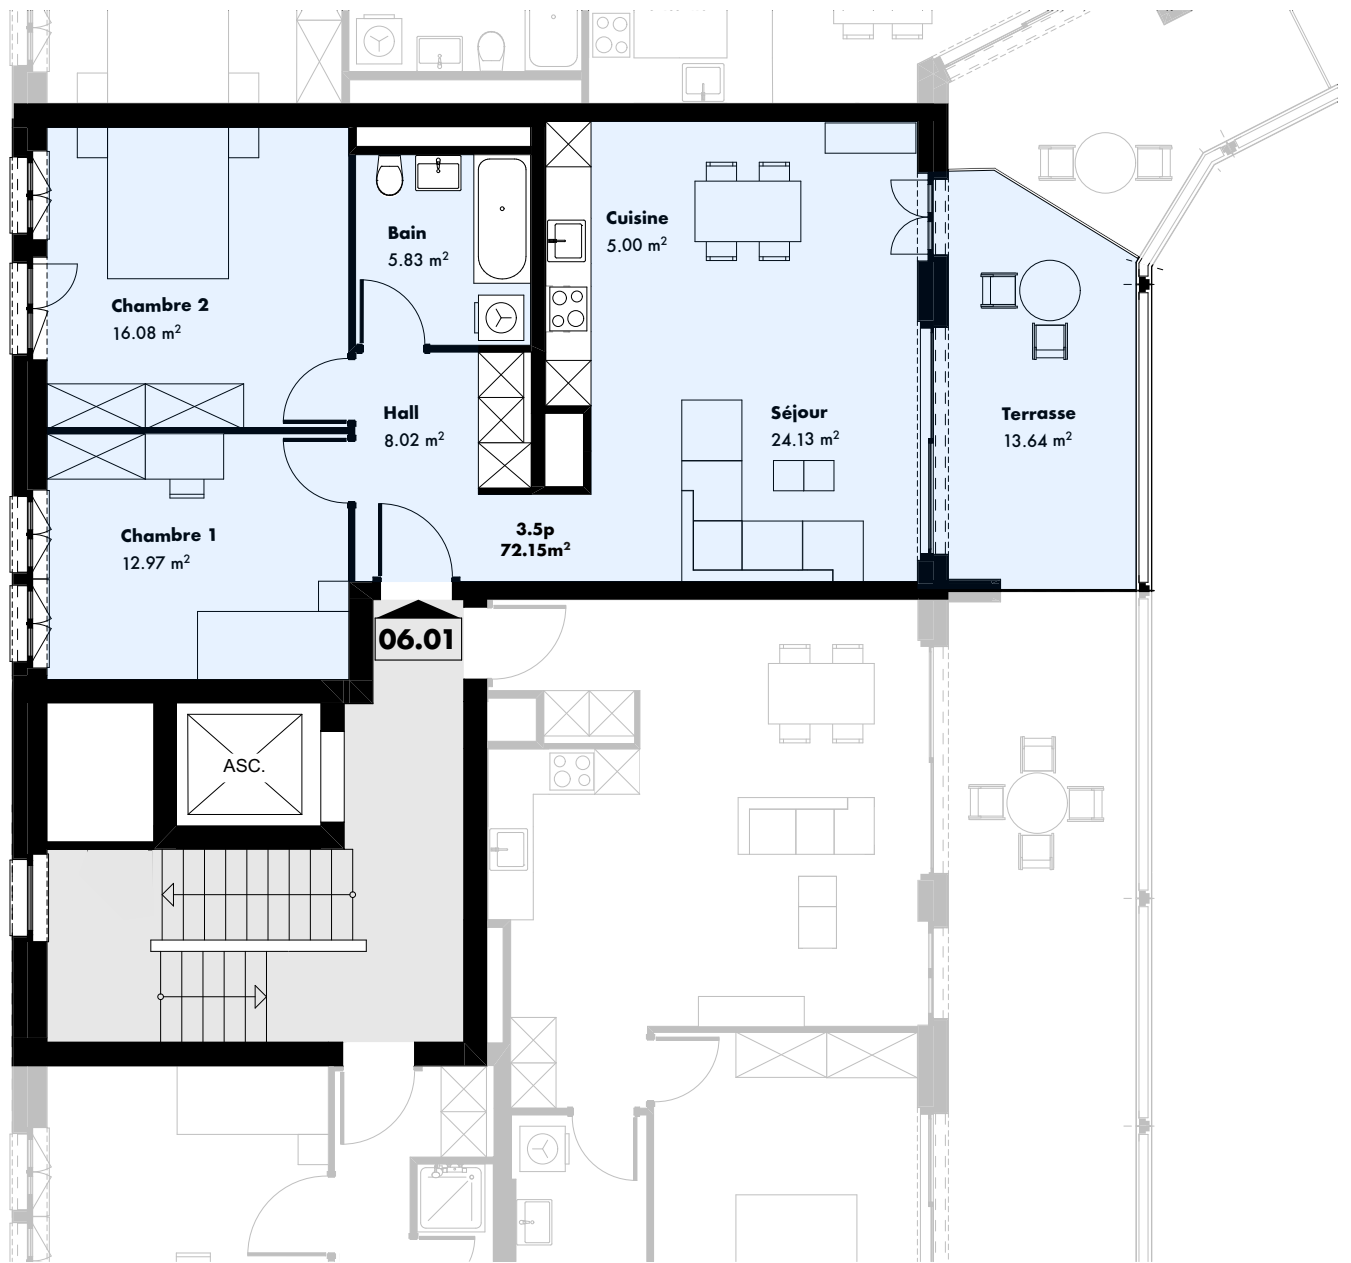 Bain
5.83 m²
Cuisine
5.00 m²
Chambre 2
16.08 m²
Hall
8.02 m²
Séjour
24.13 m²
Terrasse
13.64 m²
Chambre 1
12.97 m²
3.5p
72.15m²
06.01
ASC.